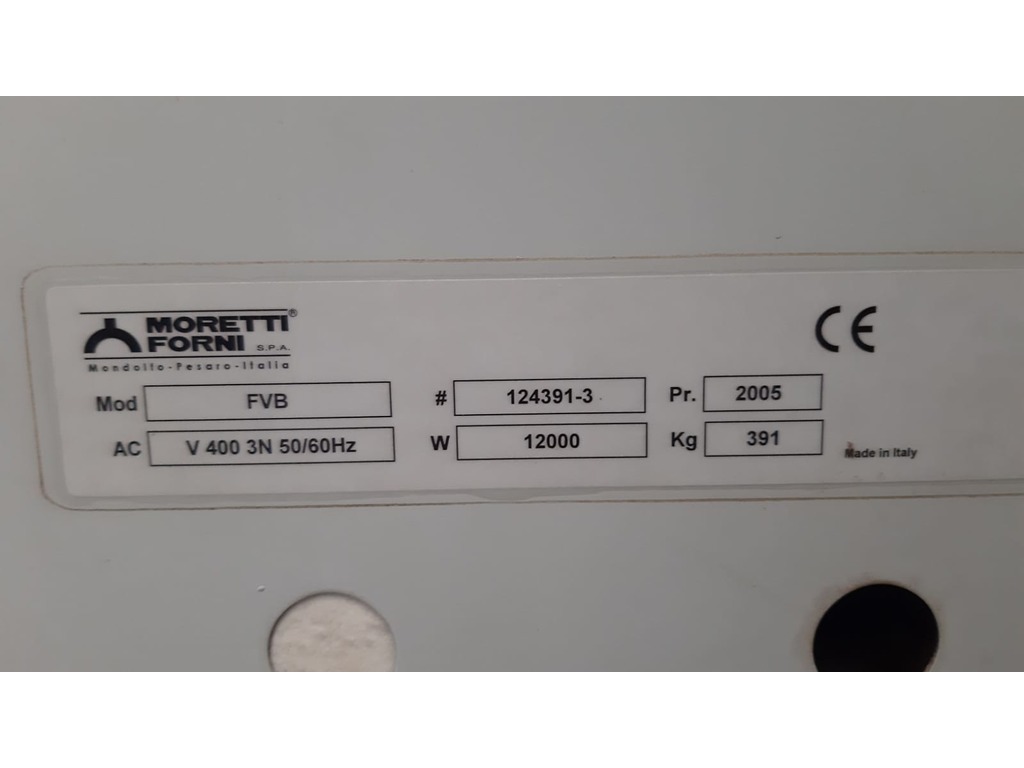 MORETTI®
FORNI S.P.A.
Mondolfo-Pesaro-Italia
CE
Mod FVB # 124391-3 Pr. 2005
AC V 400 3N 50/60Hz W 12000 Kg 391
Made in Italy